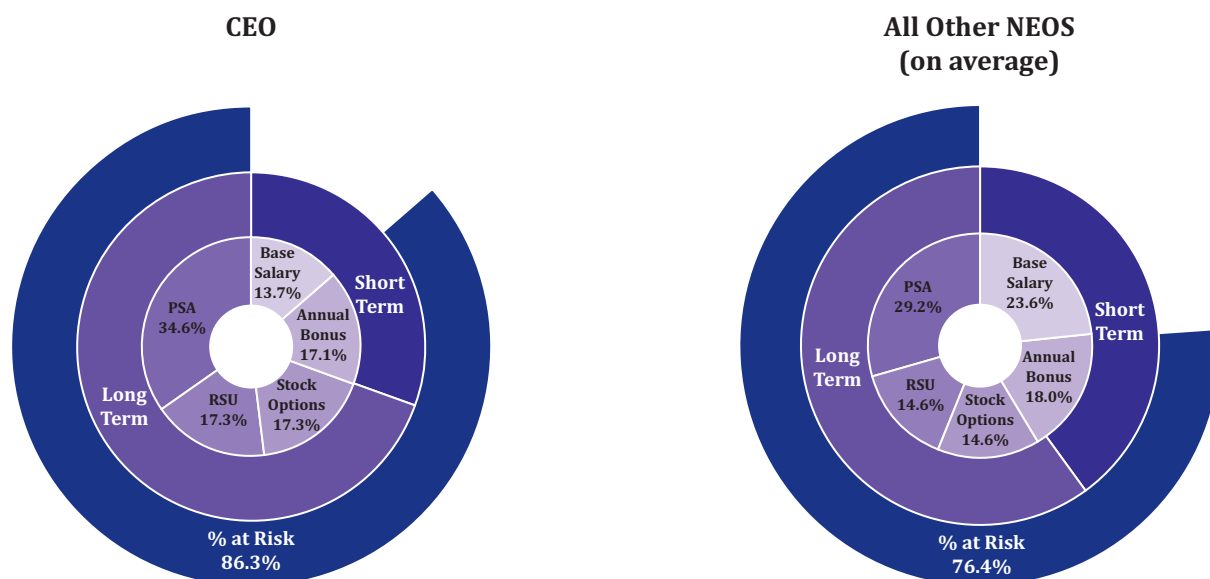 CEO
Base
Salary
13.7%
Annual
Bonus
17.1%
Stock
Options
17.3%
RSU
17.3%
PSA
34.6%
Short
Term
Long
Term
% at Risk
86.3%
All Other NEOS
(on average)
Base
Salary
23.6%
Annual
Bonus
18.0%
Stock
Options
14.6%
RSU
14.6%
PSA
29.2%
Short
Term
Long
Term
% at Risk
76.4%